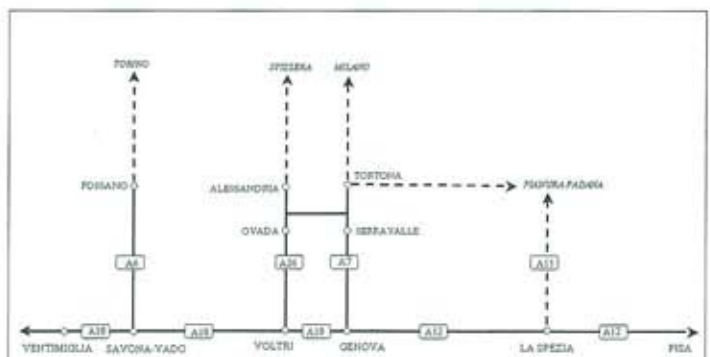 TORINO SVIZZERA MILANO
FOSSANO ALESSANDRIA TORTONA PIANURA PADANA
OVADA SERRAVALLE
A6 A26 A7 A15
A10 A10 A10 A12 A12
VENTIMIGLIA SAVONA-VADO VOLTRI GENOVA LA SPEZIA PISA